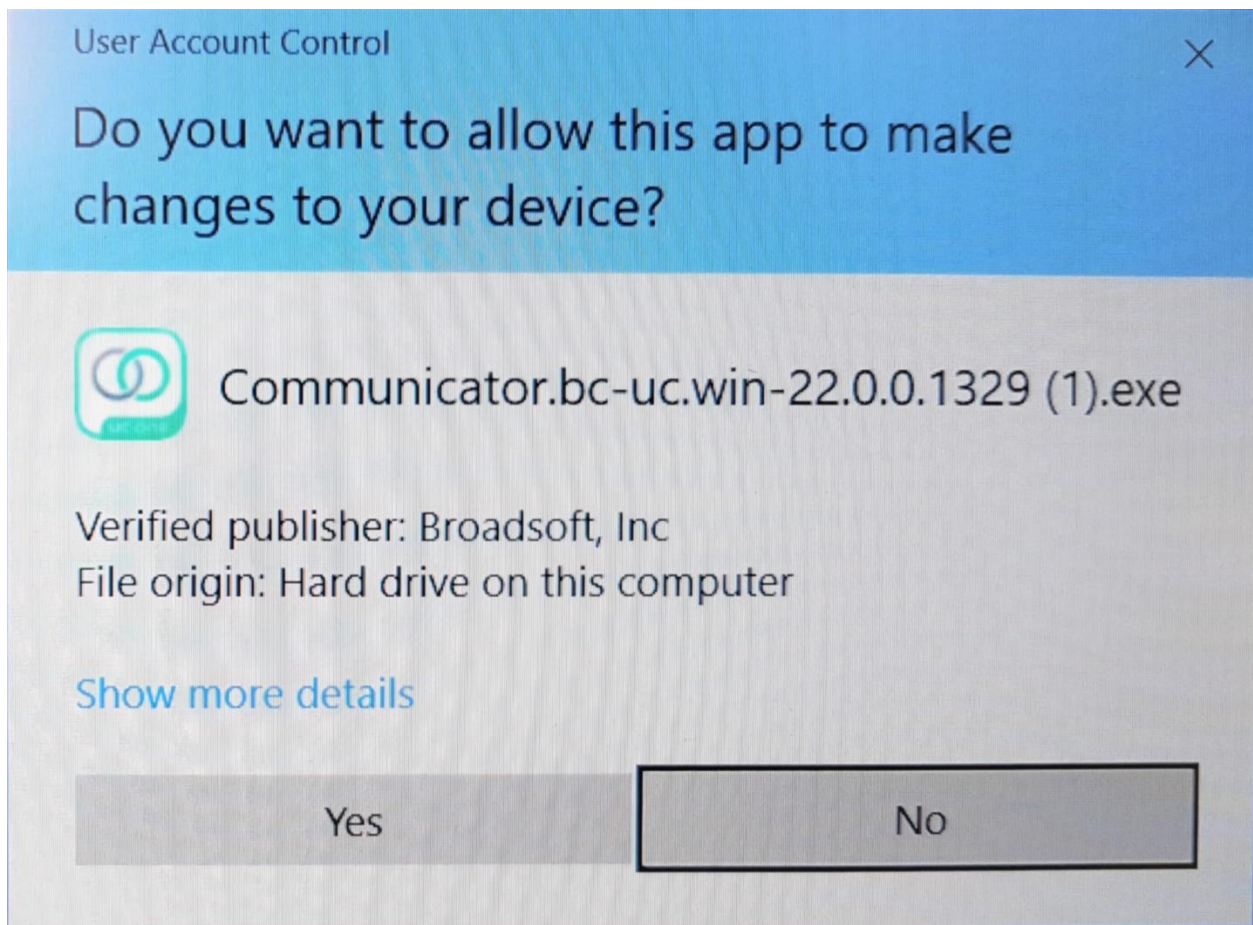 User Account Control
Do you want to allow this app to make
changes to your device?
uc-one
Communicator.bc-uc.win-22.0.0.1329 (1).exe
Verified publisher: Broadsoft, Inc
File origin: Hard drive on this computer
Show more details
Yes
No